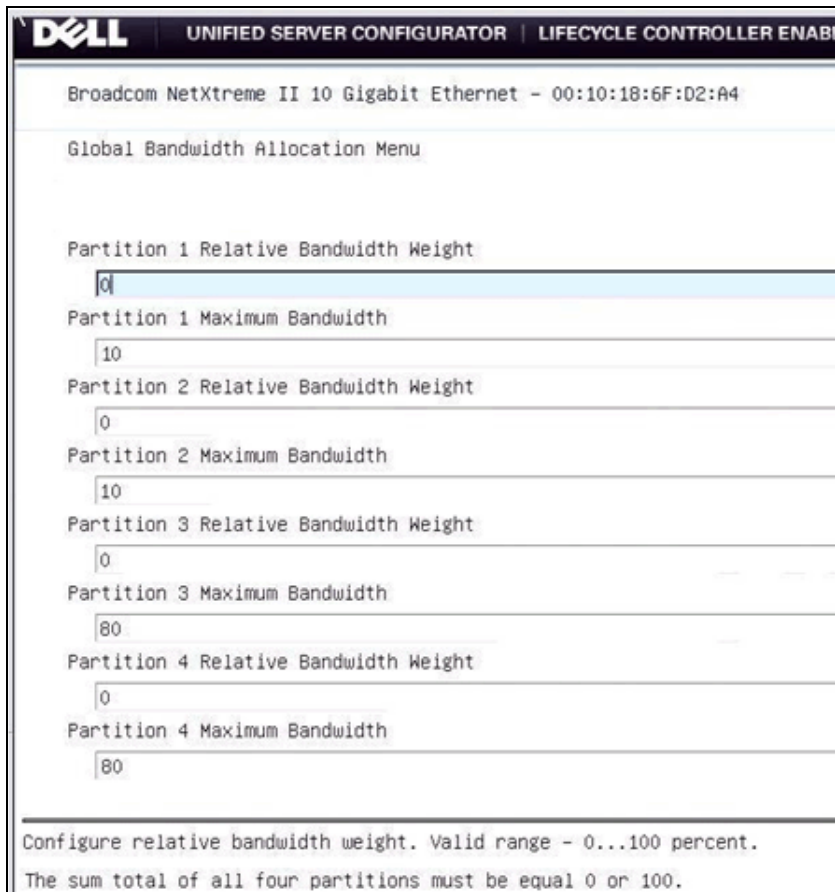 DELL UNIFIED SERVER CONFIGURATOR | LIFECYCLE CONTROLLER ENAB
Broadcom NetXtreme II 10 Gigabit Ethernet - 00:10:18:6F:D2:A4
Global Bandwidth Allocation Menu
Partition 1 Relative Bandwidth Weight
0
Partition 1 Maximum Bandwidth
10
Partition 2 Relative Bandwidth Weight
0
Partition 2 Maximum Bandwidth
10
Partition 3 Relative Bandwidth Weight
0
Partition 3 Maximum Bandwidth
80
Partition 4 Relative Bandwidth Weight
0
Partition 4 Maximum Bandwidth
80
Configure relative bandwidth weight. Valid range - 0...100 percent.
The sum total of all four partitions must be equal 0 or 100.